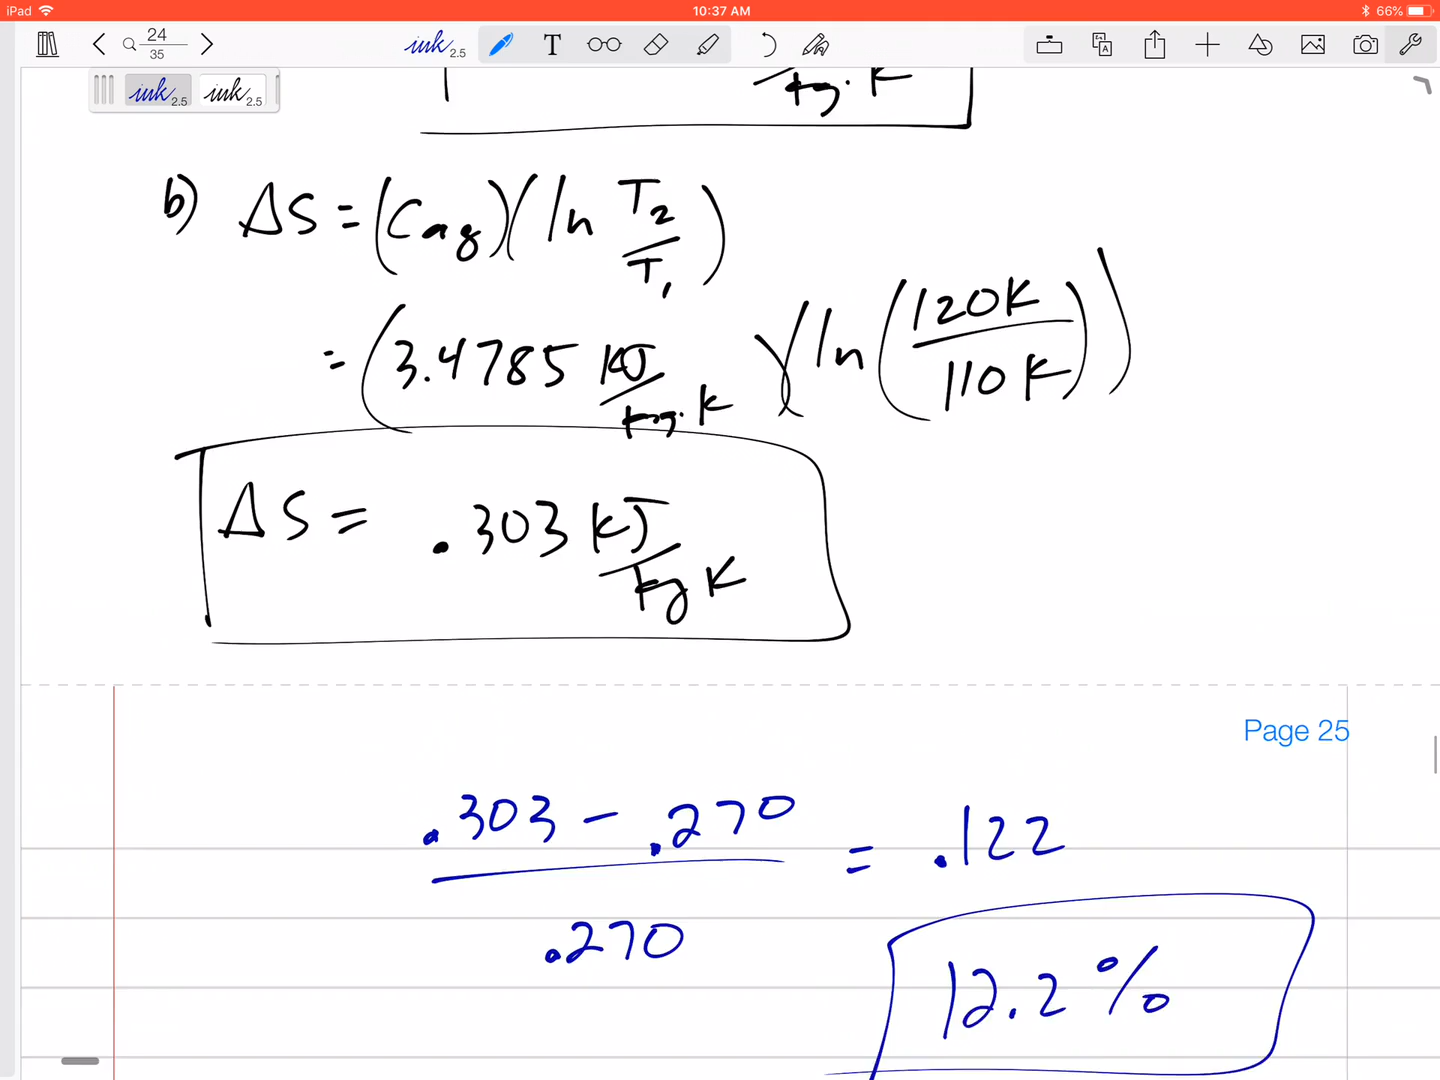 iPad 10:37 AM 66%
24
35
ink 2.5 T
ink 2.5 ink 2.5
kg·K
b) ΔS = (Cavg)(ln T₂/T₁)
= (3.4785 kJ/kg·K)(ln(120K/110K))
ΔS = .303 kJ/kg K
Page 25
.303 - .270 / .270 = .122
12.2%